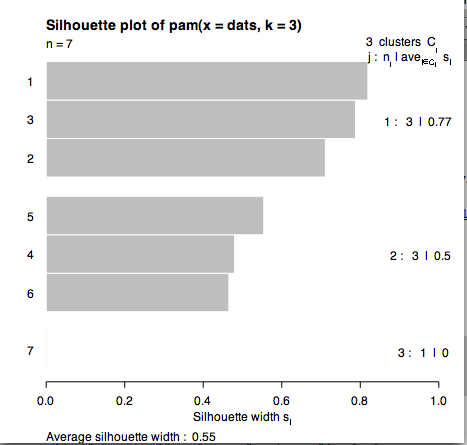 Silhouette plot of pam(x = dats, k = 3)
n = 7
3 clusters Cj
j : nj | avei∈Cj si
1
3
1 : 3 | 0.77
2
5
4
2 : 3 | 0.5
6
7
3 : 1 | 0
0.0 0.2 0.4 0.6 0.8 1.0
Silhouette width si
Average silhouette width : 0.55